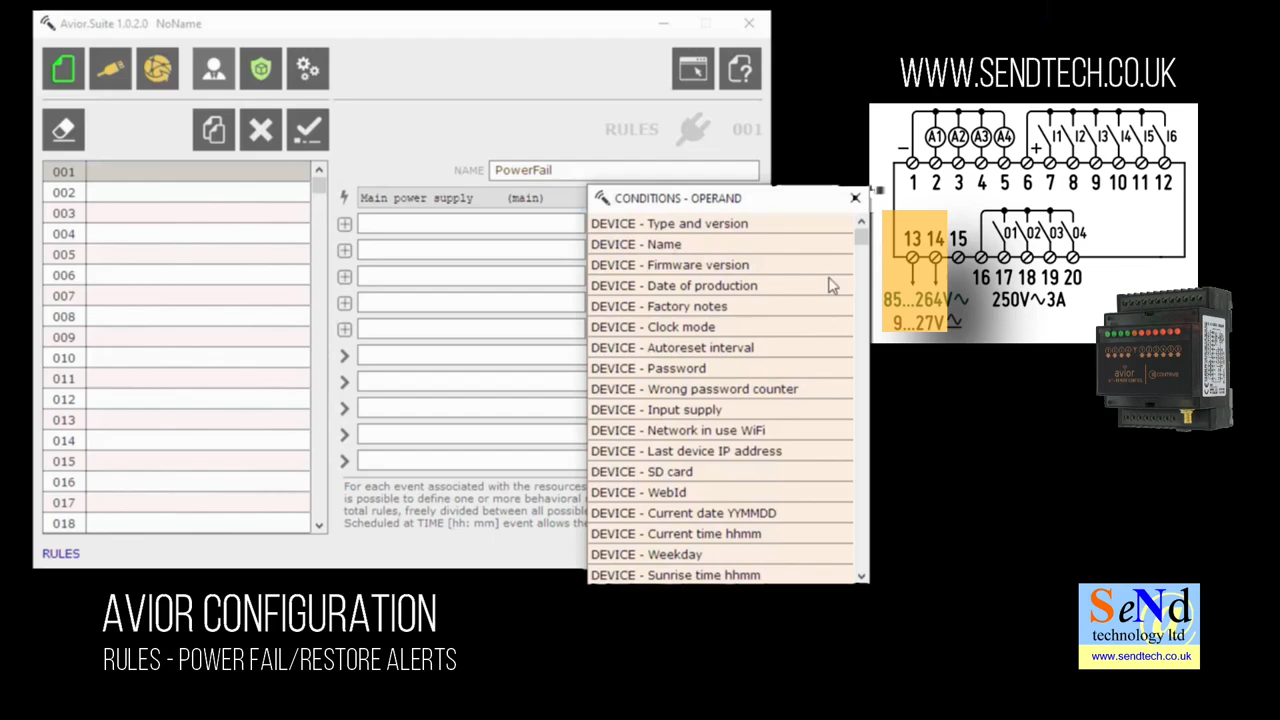 Avior.Suite 1.0.2.0 NoName
RULES 001
NAME PowerFail
Main power supply (main)
001
002
003
004
005
006
007
008
009
010
011
012
013
014
015
016
017
018
For each event associated with the resources
is possible to define one or more behavioral
total rules, freely divided between all possible
Scheduled at TIME [hh: mm] event allows the
RULES
CONDITIONS - OPERAND
DEVICE - Type and version
DEVICE - Name
DEVICE - Firmware version
DEVICE - Date of production
DEVICE - Factory notes
DEVICE - Clock mode
DEVICE - Autoreset interval
DEVICE - Password
DEVICE - Wrong password counter
DEVICE - Input supply
DEVICE - Network in use WiFi
DEVICE - Last device IP address
DEVICE - SD card
DEVICE - WebId
DEVICE - Current date YYMMDD
DEVICE - Current time hhmm
DEVICE - Weekday
DEVICE - Sunrise time hhmm
WWW.SENDTECH.CO.UK
A1 A2 A3 A4 I1 I2 I3 I4 I5 I6
− +
1 2 3 4 5 6 7 8 9 10 11 12
13 14 15 O1 O2 O3 O4
16 17 18 19 20
85...264V∿ 250V∿3A
9...27V
avior
AVIOR CONFIGURATION
RULES - POWER FAIL/RESTORE ALERTS
SeNd
technology ltd
www.sendtech.co.uk